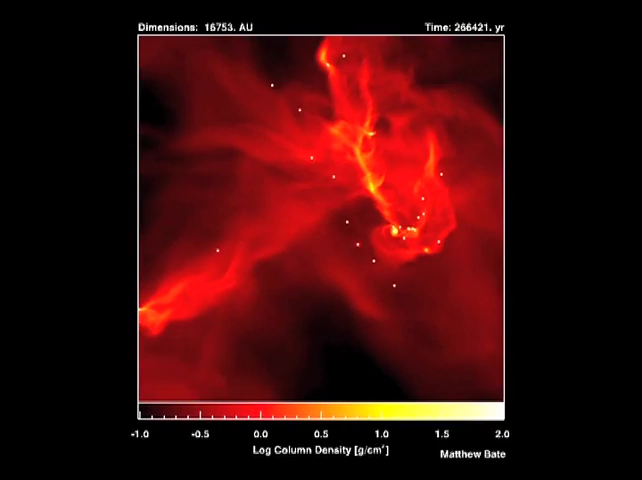 Dimensions: 16753. AU Time: 266421. yr
-1.0 -0.5 0.0 0.5 1.0 1.5 2.0
Log Column Density [g/cm²]
Matthew Bate